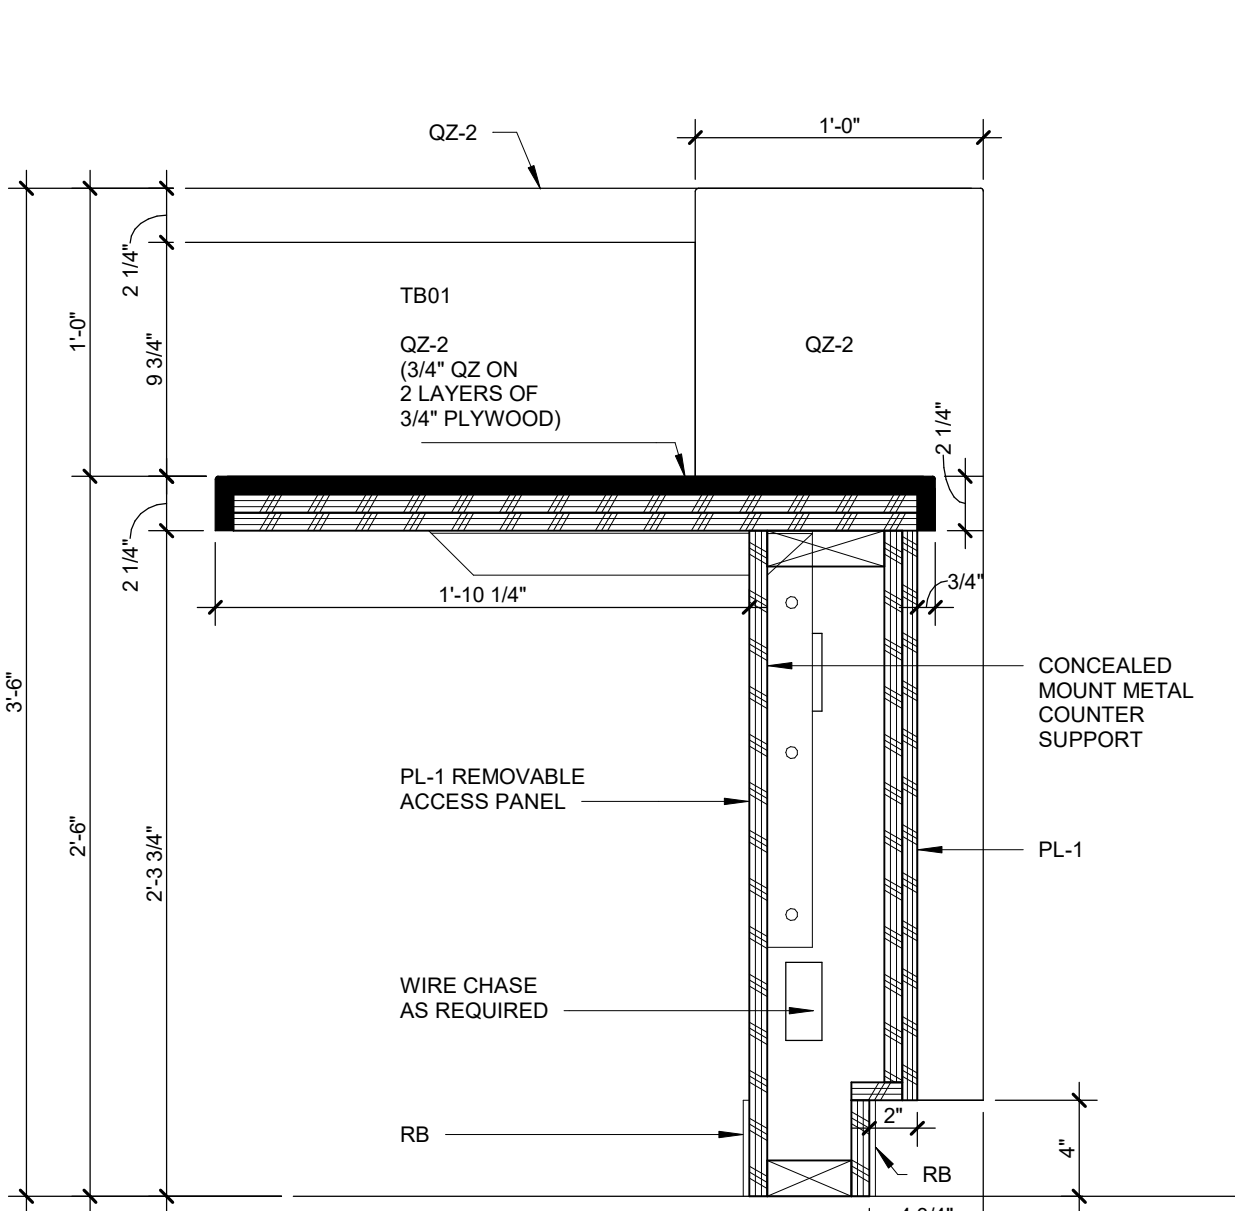 QZ-2
1'-0"
2 1/4"
1'-0"
9 3/4"
TB01
QZ-2
(3/4" QZ ON
2 LAYERS OF
3/4" PLYWOOD)
QZ-2
2 1/4"
2 1/4"
1'-10 1/4"
3/4"
3'-6"
2'-6"
2'-3 3/4"
CONCEALED
MOUNT METAL
COUNTER
SUPPORT
PL-1 REMOVABLE
ACCESS PANEL
PL-1
WIRE CHASE
AS REQUIRED
2"
RB
4"
RB